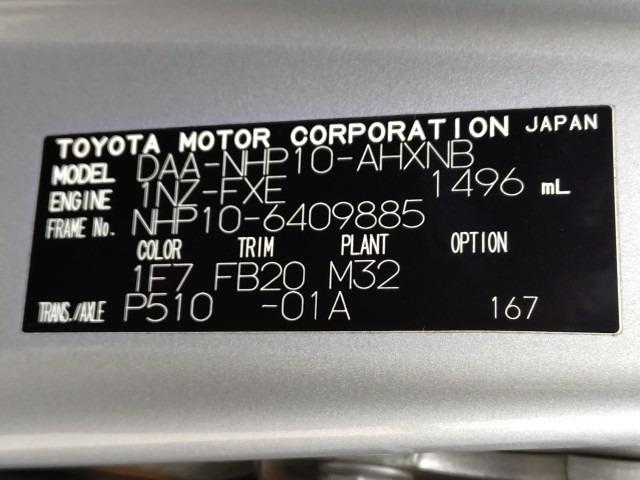 TOYOTA MOTOR CORPORATION JAPAN
MODEL DAA-NHP10-AHXNB
ENGINE 1NZ-FXE 1496 mL
FRAME No. NHP10-6409885
COLOR TRIM PLANT OPTION
1F7 FB20 M32
TRANS./AXLE P510 -01A 167